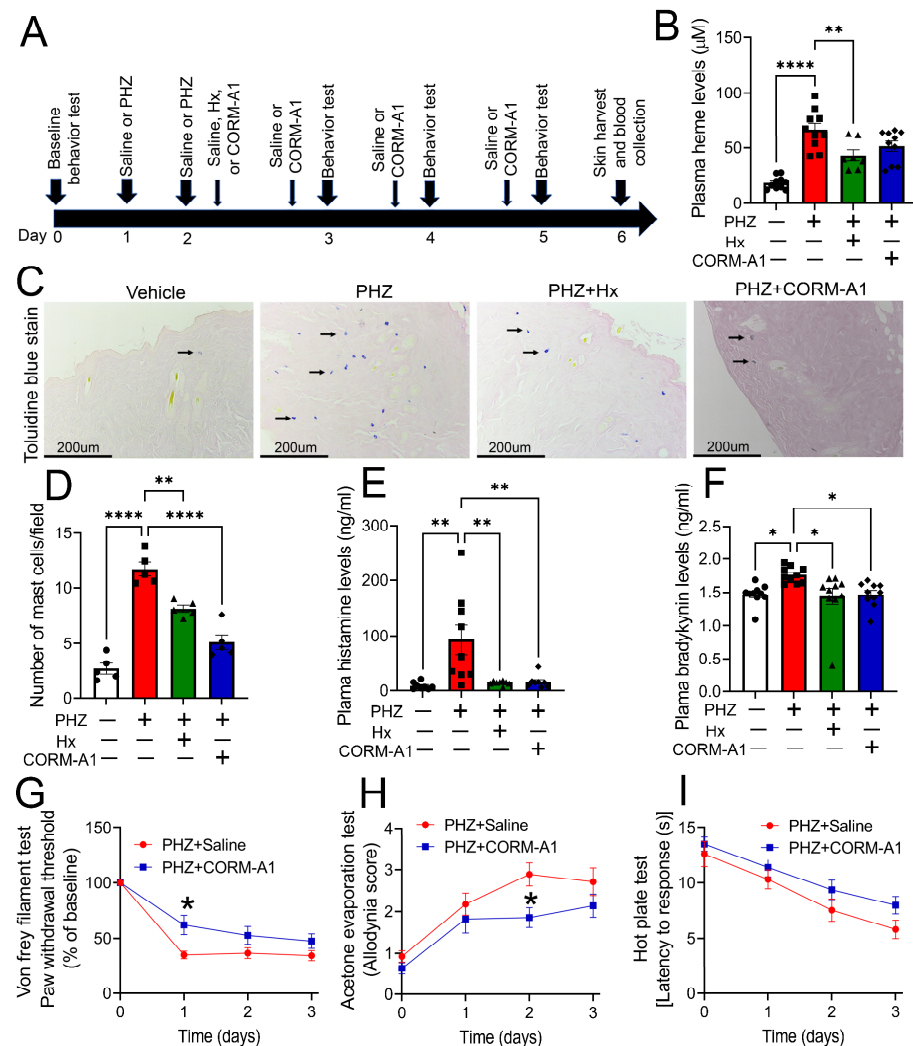 A
Baseline
behavior test
Saline or PHZ
Saline or PHZ
Saline, Hx,
or CORM-A1
Saline or
CORM-A1
Behavior test
Saline or
CORM-A1
Behavior test
Saline or
CORM-A1
Behavior test
Skin harvest
and blood
collection
Day 0 1 2 3 4 5 6
B
Plasma heme levels (µM)
150
100
50
0
****
**
PHZ — + + +
Hx — — + —
CORM-A1 — — — +
C
Toluidine blue stain
Vehicle
PHZ
PHZ+Hx
PHZ+CORM-A1
200um
200um
200um
200um
D
Number of mast cells/field
15
10
5
0
**
****
****
PHZ — + + +
Hx — — + —
CORM-A1 — — — +
E
Plama histamine levels (ng/ml)
300
200
100
0
**
**
**
PHZ — + + +
Hx — — + —
CORM-A1 — — — +
F
Plama bradykynin levels (ng/ml)
2.5
2.0
1.5
1.0
0.5
0.0
*
*
*
PHZ — + + +
Hx — — + —
CORM-A1 — — — +
G
Von frey filament test
Paw withdrawal threshold
(% of baseline)
150
100
50
0
PHZ+Saline
PHZ+CORM-A1
*
0 1 2 3
Time (days)
H
Acetone evaporation test
(Allodynia score)
4
3
2
1
0
PHZ+Saline
PHZ+CORM-A1
*
0 1 2 3
Time (days)
I
Hot plate test
[Latency to response (s)]
15
10
5
0
PHZ+Saline
PHZ+CORM-A1
0 1 2 3
Time (days)